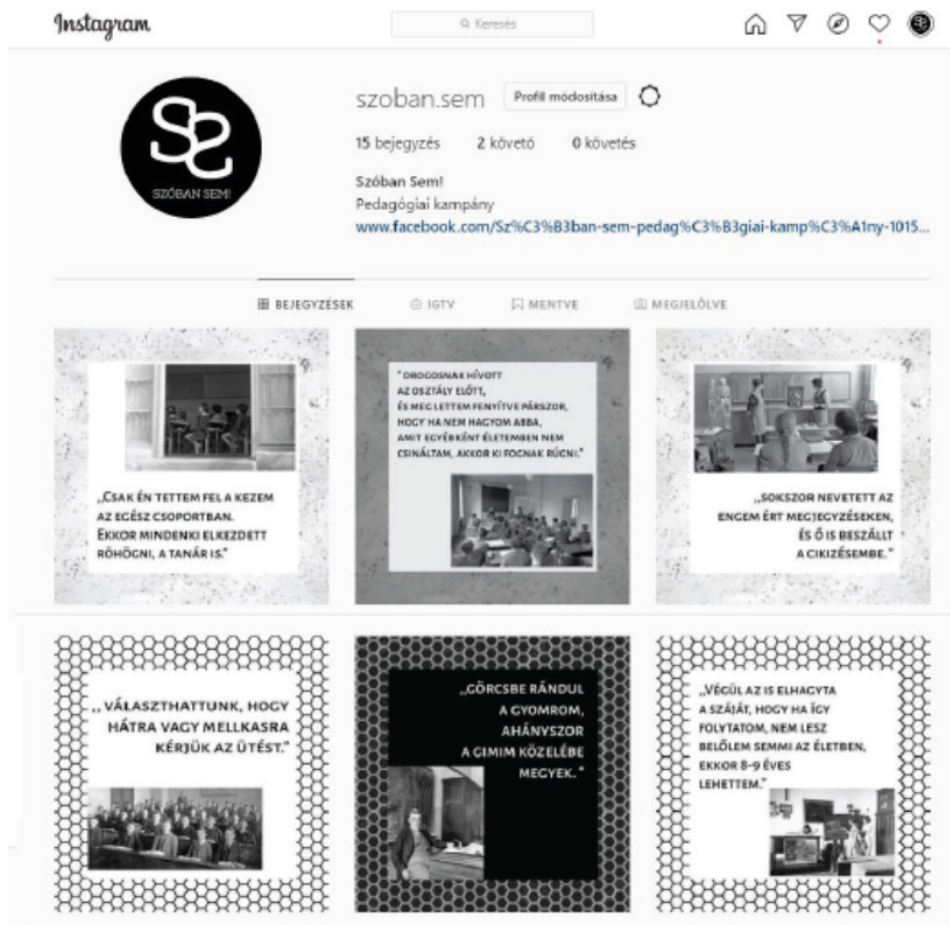 Instagram
Keresés
SS
SZÓBAN SEM!
szoban.sem
Profil módosítása
15 bejegyzés 2 követő 0 követés
Szóban Sem!
Pedagógiai kampány
www.facebook.com/Sz%C3%B3ban-sem-pedag%C3%B3giai-kamp%C3%A1ny-1015...
BEJEGYZÉSEK IGTV MENTVE MEGJELÖLVE
„CSAK ÉN TETTEM FEL A KEZEM
AZ EGÉSZ CSOPORTBAN.
EKKOR MINDENKI ELKEZDETT
RÖHÖGNI, A TANÁR IS."
"DROGOSNAK HÍVOTT
AZ OSZTÁLY ELŐTT,
ÉS MEG LETTEM FENYÍTVE PÁRSZOR,
HOGY HA NEM HAGYOM ABBA,
AMIT EGYÉBKÉNT ÉLETEMBEN NEM
CSINÁLTAM, AKKOR KI FOGNAK RÚGNI."
„SOKSZOR NEVETETT AZ
ENGEM ÉRT MEGJEGYZÉSEKEN,
ÉS Ő IS BESZÁLLT
A CIKIZÉSEMBE."
,, VÁLASZTHATTUNK, HOGY
HÁTRA VAGY MELLKASRA
KÉRJÜK AZ ÜTÉST."
„GÖRCSBE RÁNDUL
A GYOMROM,
AHÁNYSZOR
A GIMIM KÖZELÉBE
MEGYEK.."
„VÉGÜL AZ IS ELHAGYTA
A SZÁJÁT, HOGY HA ÍGY
FOLYTATOM, NEM LESZ
BELŐLEM SEMMI AZ ÉLETBEN,
EKKOR 8-9 ÉVES
LEHETTEM."